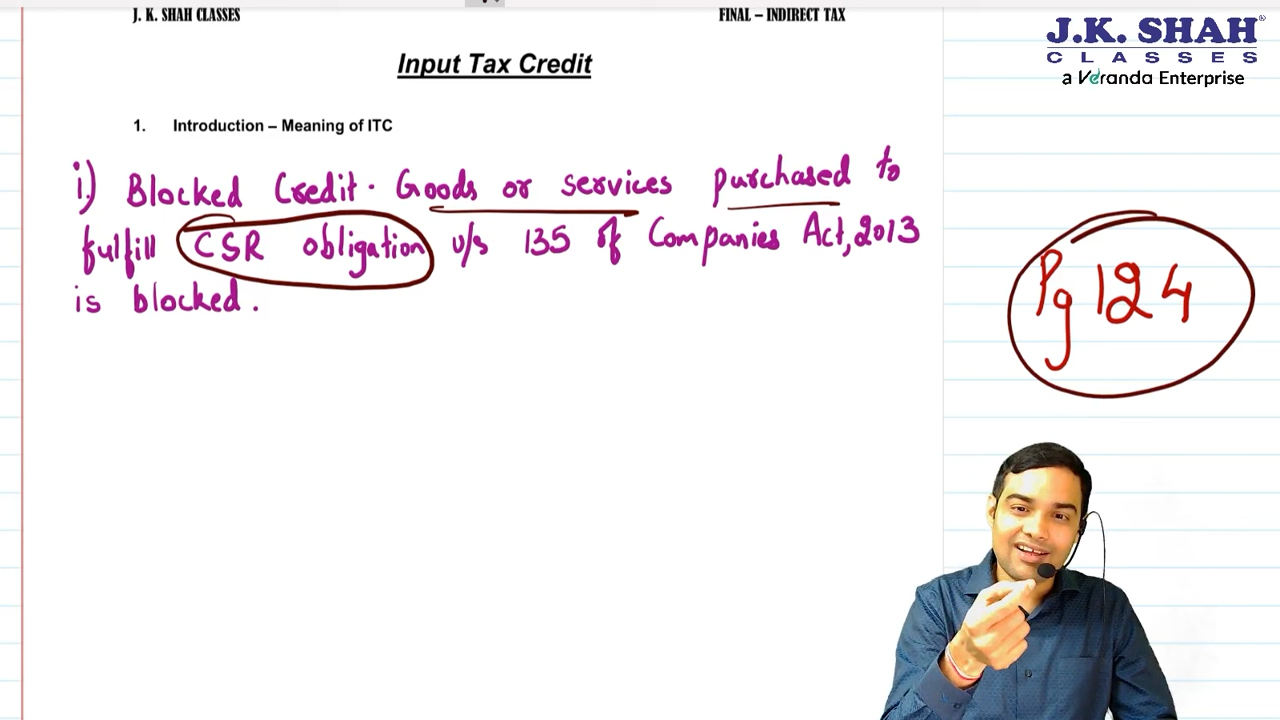 J. K. SHAH CLASSES
FINAL – INDIRECT TAX
J.K. SHAH®
CLASSES
a Veranda Enterprise
Input Tax Credit
1. Introduction – Meaning of ITC
i) Blocked Credit. Goods or services purchased to
fulfill CSR obligation u/s 135 of Companies Act, 2013
is blocked.
Pg 124